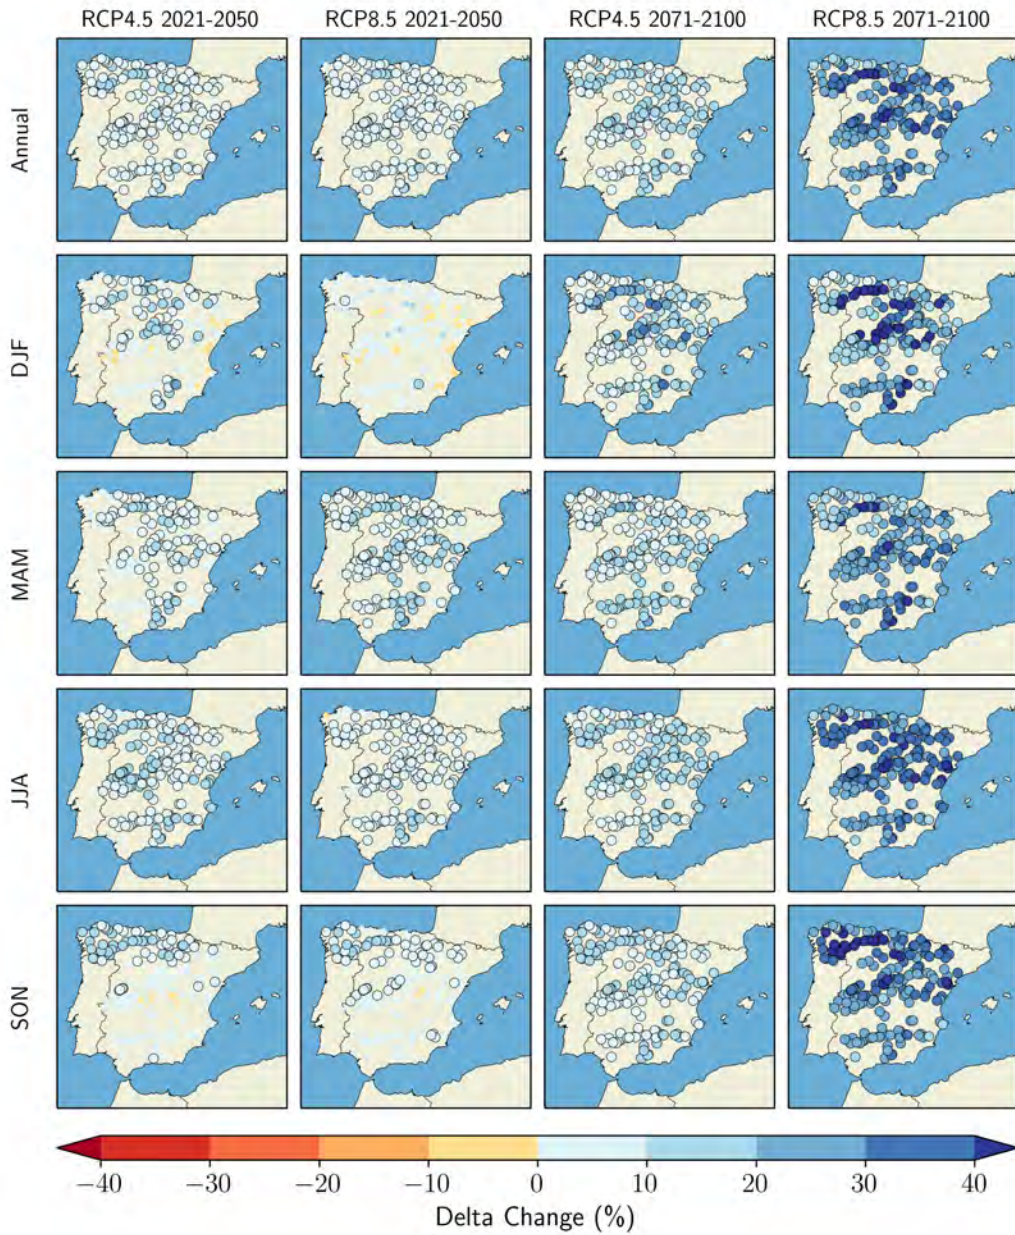 RCP4.5 2021-2050 RCP8.5 2021-2050 RCP4.5 2071-2100 RCP8.5 2071-2100
Annual
DJF
MAM
JJA
SON
−40 −30 −20 −10 0 10 20 30 40
Delta Change (%)